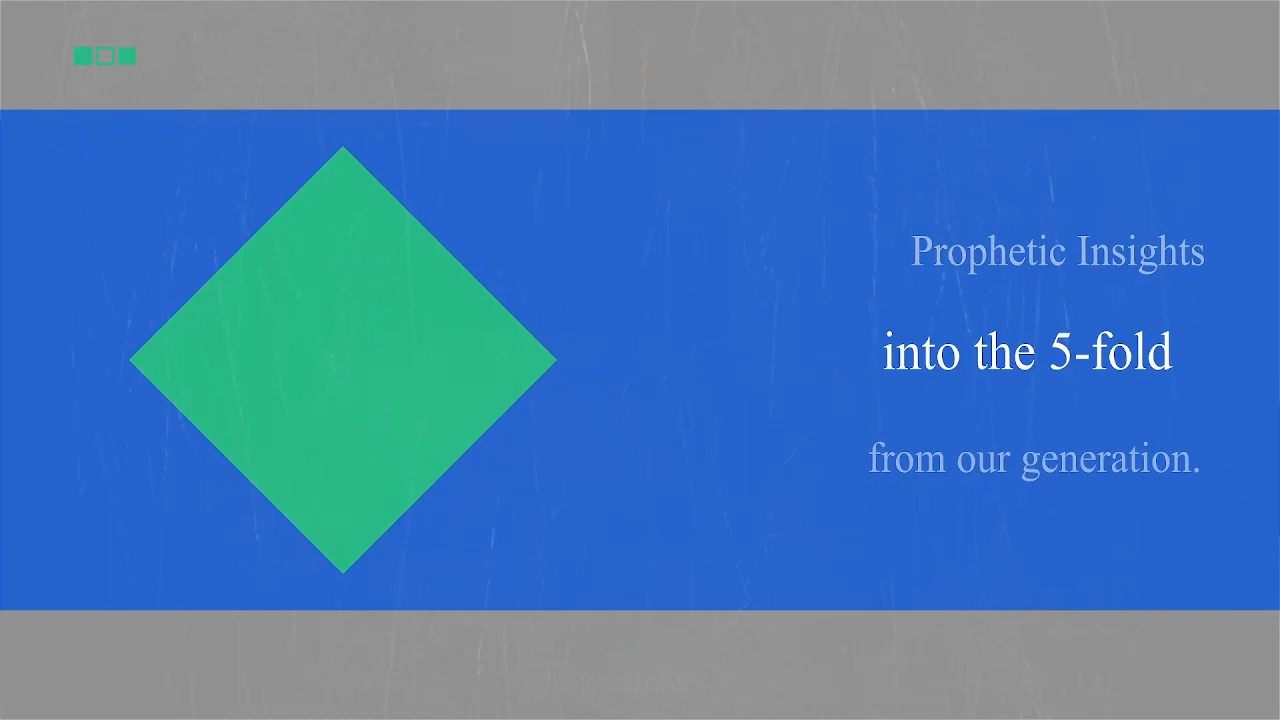 Prophetic Insights
into the 5-fold
from our generation.